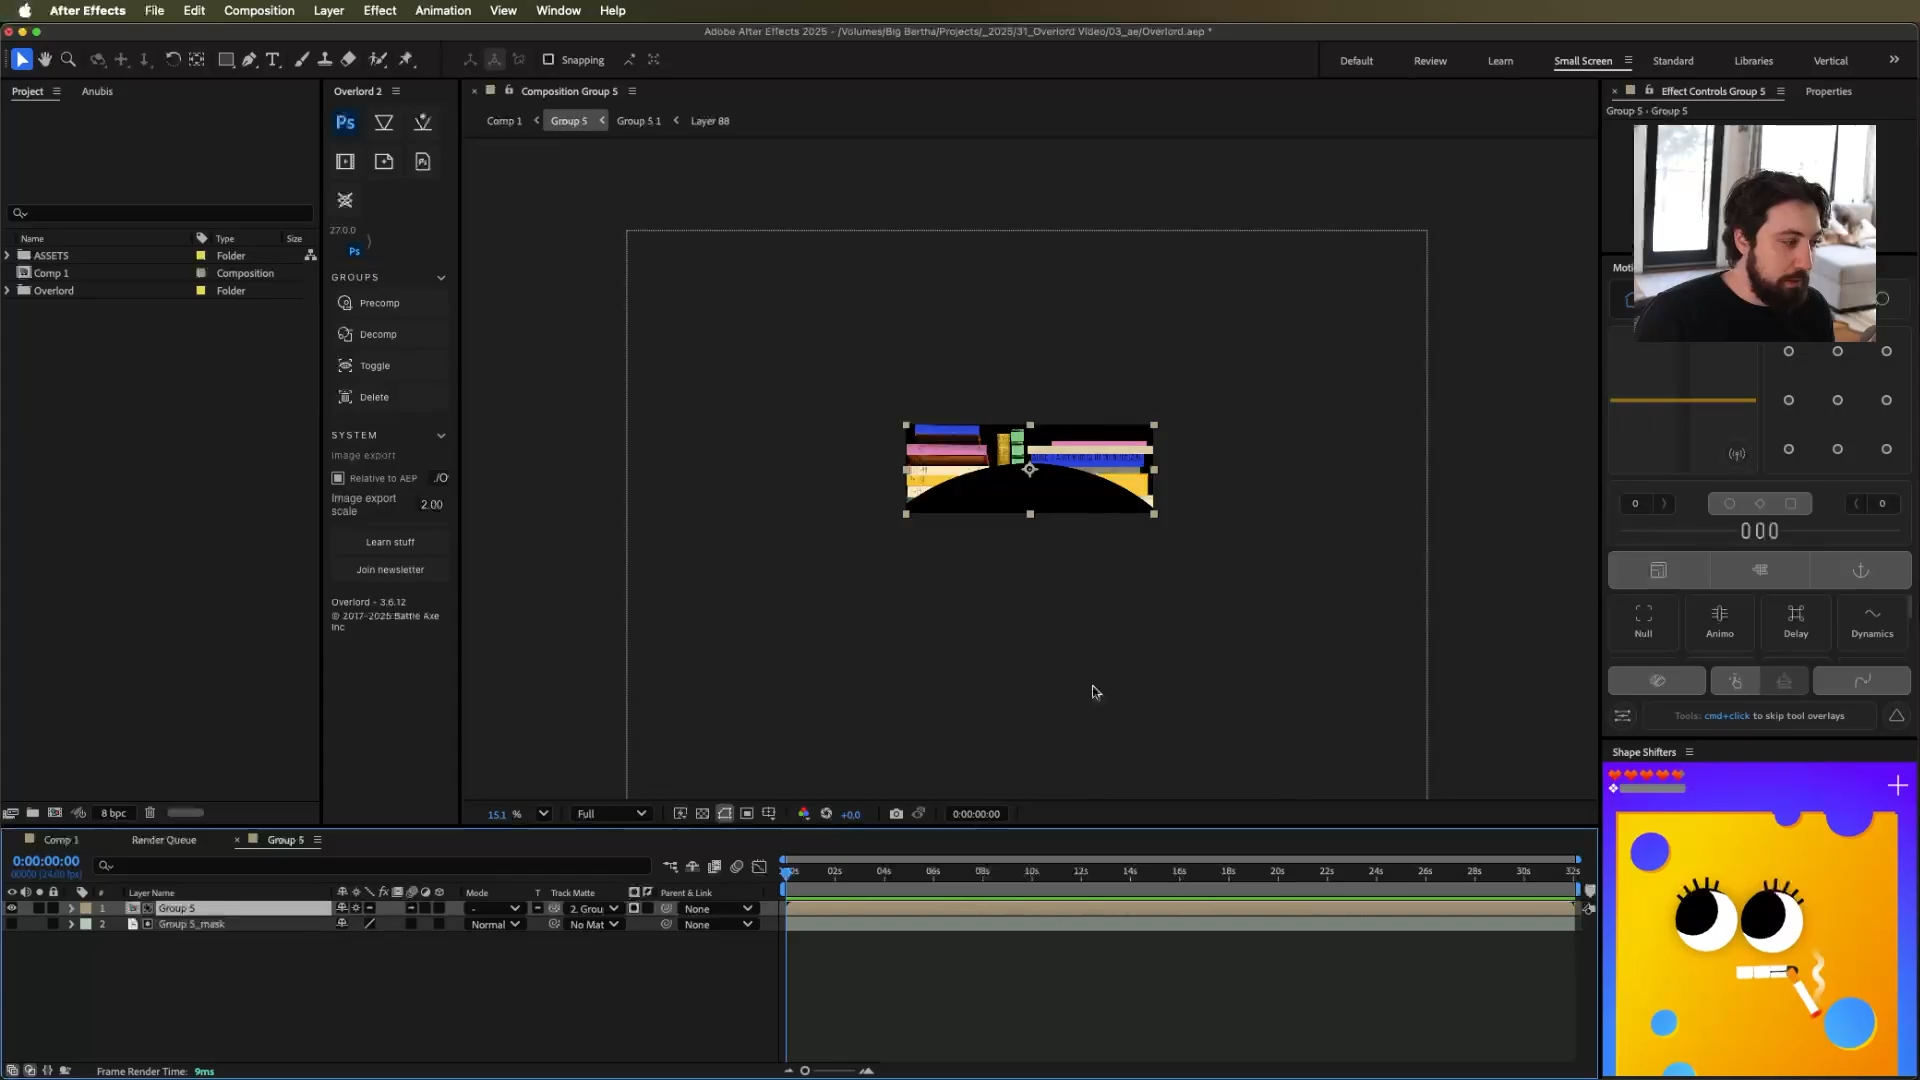 After Effects File Edit Composition Layer Effect Animation View Window Help
Adobe After Effects 2025 - /Volumes/Big Bertha/Projects/_2025/31_Overlord Video/03_ae/Overlord.aep *
Snapping
Default Review Learn Small Screen Standard Libraries Vertical
Project Anubis
Overlord 2
Composition Group 5
Effect Controls Group 5 Properties
Group 5 · Group 5
Comp 1 Group 5 Group 5 1 Layer 88
Ps
27.0.0
Ps
Name Type Size
ASSETS Folder
Comp 1 Composition
Overlord Folder
GROUPS
Precomp
Decomp
Toggle
Delete
SYSTEM
Image export
Relative to AEP ./O
Image export
scale
2.00
Learn stuff
Join newsletter
Overlord - 3.6.12
© 2017-2025 Battle Axe
Inc
0 0
Null Animo Delay Dynamics
Tools: cmd+click to skip tool overlays
Shape Shifters
8 bpc
15.1 % Full +0.0 0:00:00:00
Comp 1 Render Queue Group 5
0:00:00:00
00000 (24.00 fps)
# Layer Name Mode T Track Matte Parent & Link
02s 04s 06s 08s 10s 12s 14s 16s 18s 20s 22s 24s 26s 28s 30s 32s
1 Group 5 - 2. Grou None
2 Group 5_mask Normal No Mat None
Frame Render Time: 9ms